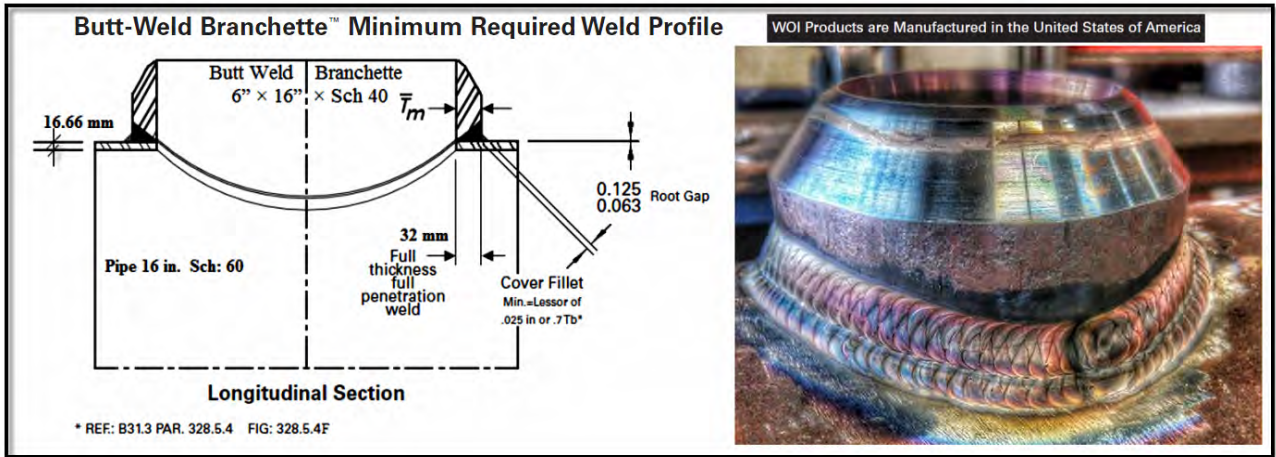 Butt-Weld Branchette™ Minimum Required Weld Profile
WOI Products are Manufactured in the United States of America
Butt Weld Branchette
6” × 16” × Sch 40
T̅m
16.66 mm
0.125
0.063
Root Gap
32 mm
Full
thickness
full
penetration
weld
Pipe 16 in. Sch: 60
Cover Fillet
Min.=Lessor of
.025 in or .7Tb*
Longitudinal Section
* REF.: B31.3 PAR. 328.5.4 FIG: 328.5.4F